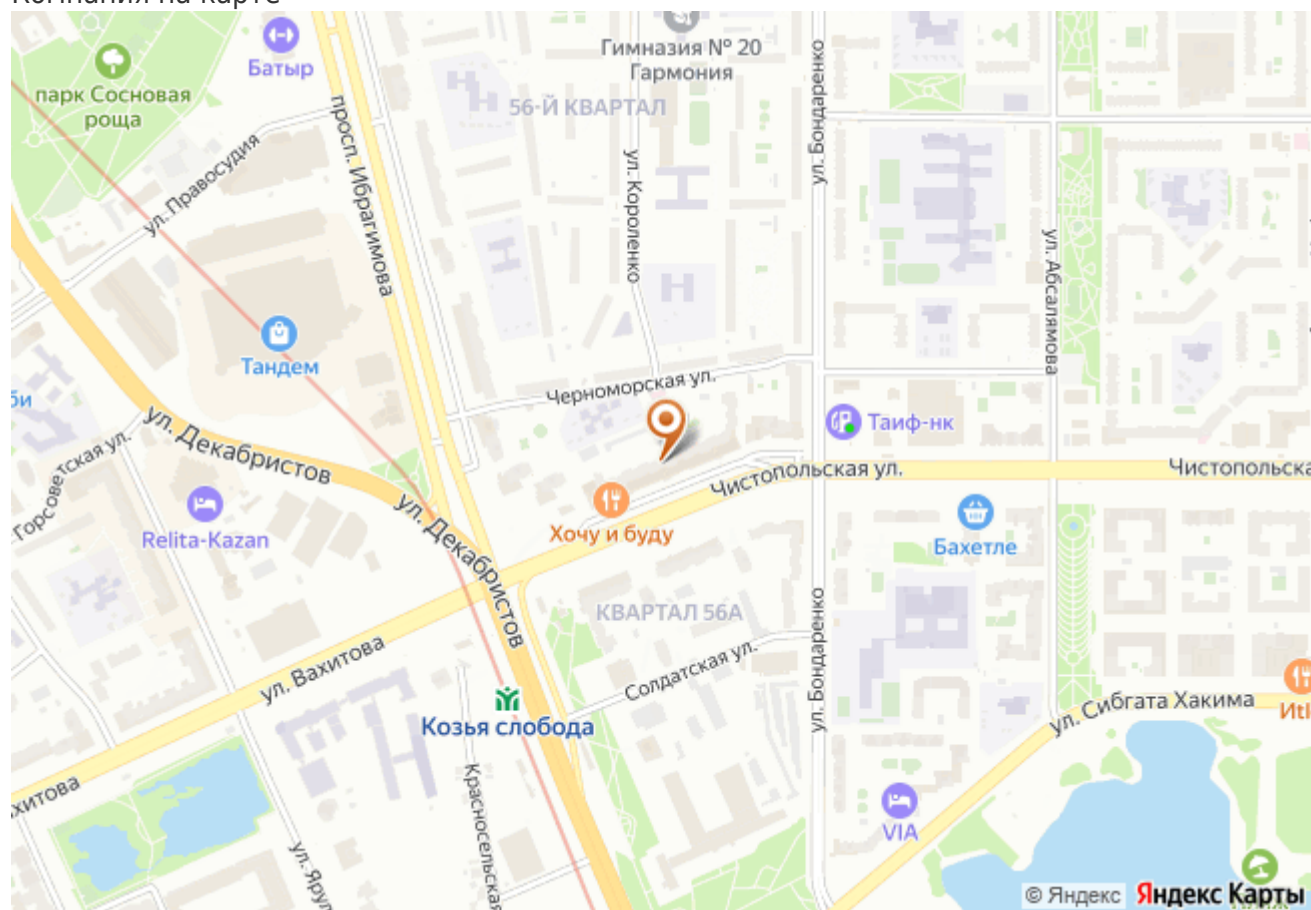 Компания на карте
Гимназия № 20
Гармония
Батыр
парк Сосновая
роща
56-Й КВАРТАЛ
ул. Бондаренко
просп. Ибрагимова
ул. Правосудия
ул. Короленко
ул. Абсалямова
Тандем
Черноморская ул.
би
Таиф-нк
ул. Декабристов
Горсоветская ул.
Чистопольская ул.
Чистопольска
ул. Декабристов
Хочу и буду
Relita-Kazan
Бахетле
КВАРТАЛ 56А
ул. Бондаренко
ул. Вахитова
Солдатская ул.
Козья слобода
ул. Сибгата Хакима
Итl
хитова
Красносельская
VIA
ул. Ярул
© Яндекс Яндекс Карты